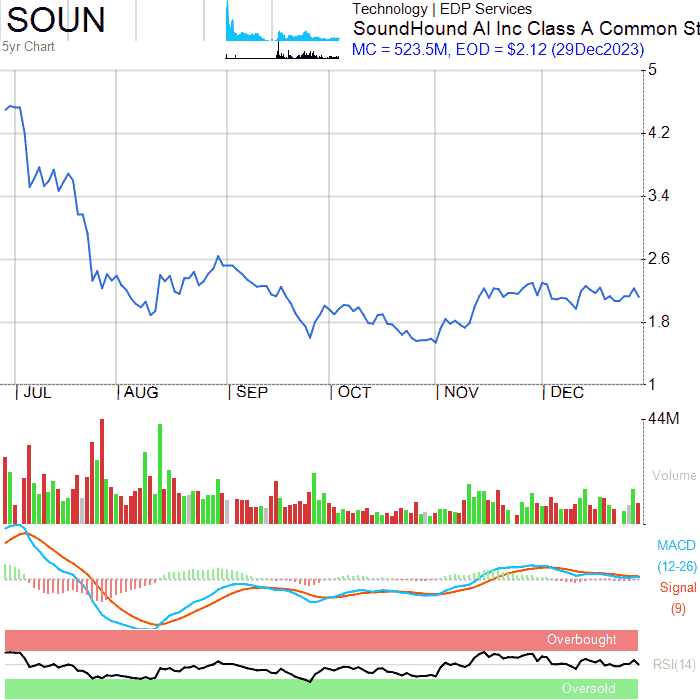 SOUN
5yr Chart
Technology | EDP Services
SoundHound AI Inc Class A Common St
MC = 523.5M, EOD = $2.12 (29Dec2023)
5
4.2
3.4
2.6
1.8
1
JUL AUG SEP OCT NOV DEC
44M
Volume
MACD
(12-26)
Signal
(9)
Overbought
RSI(14)
Oversold